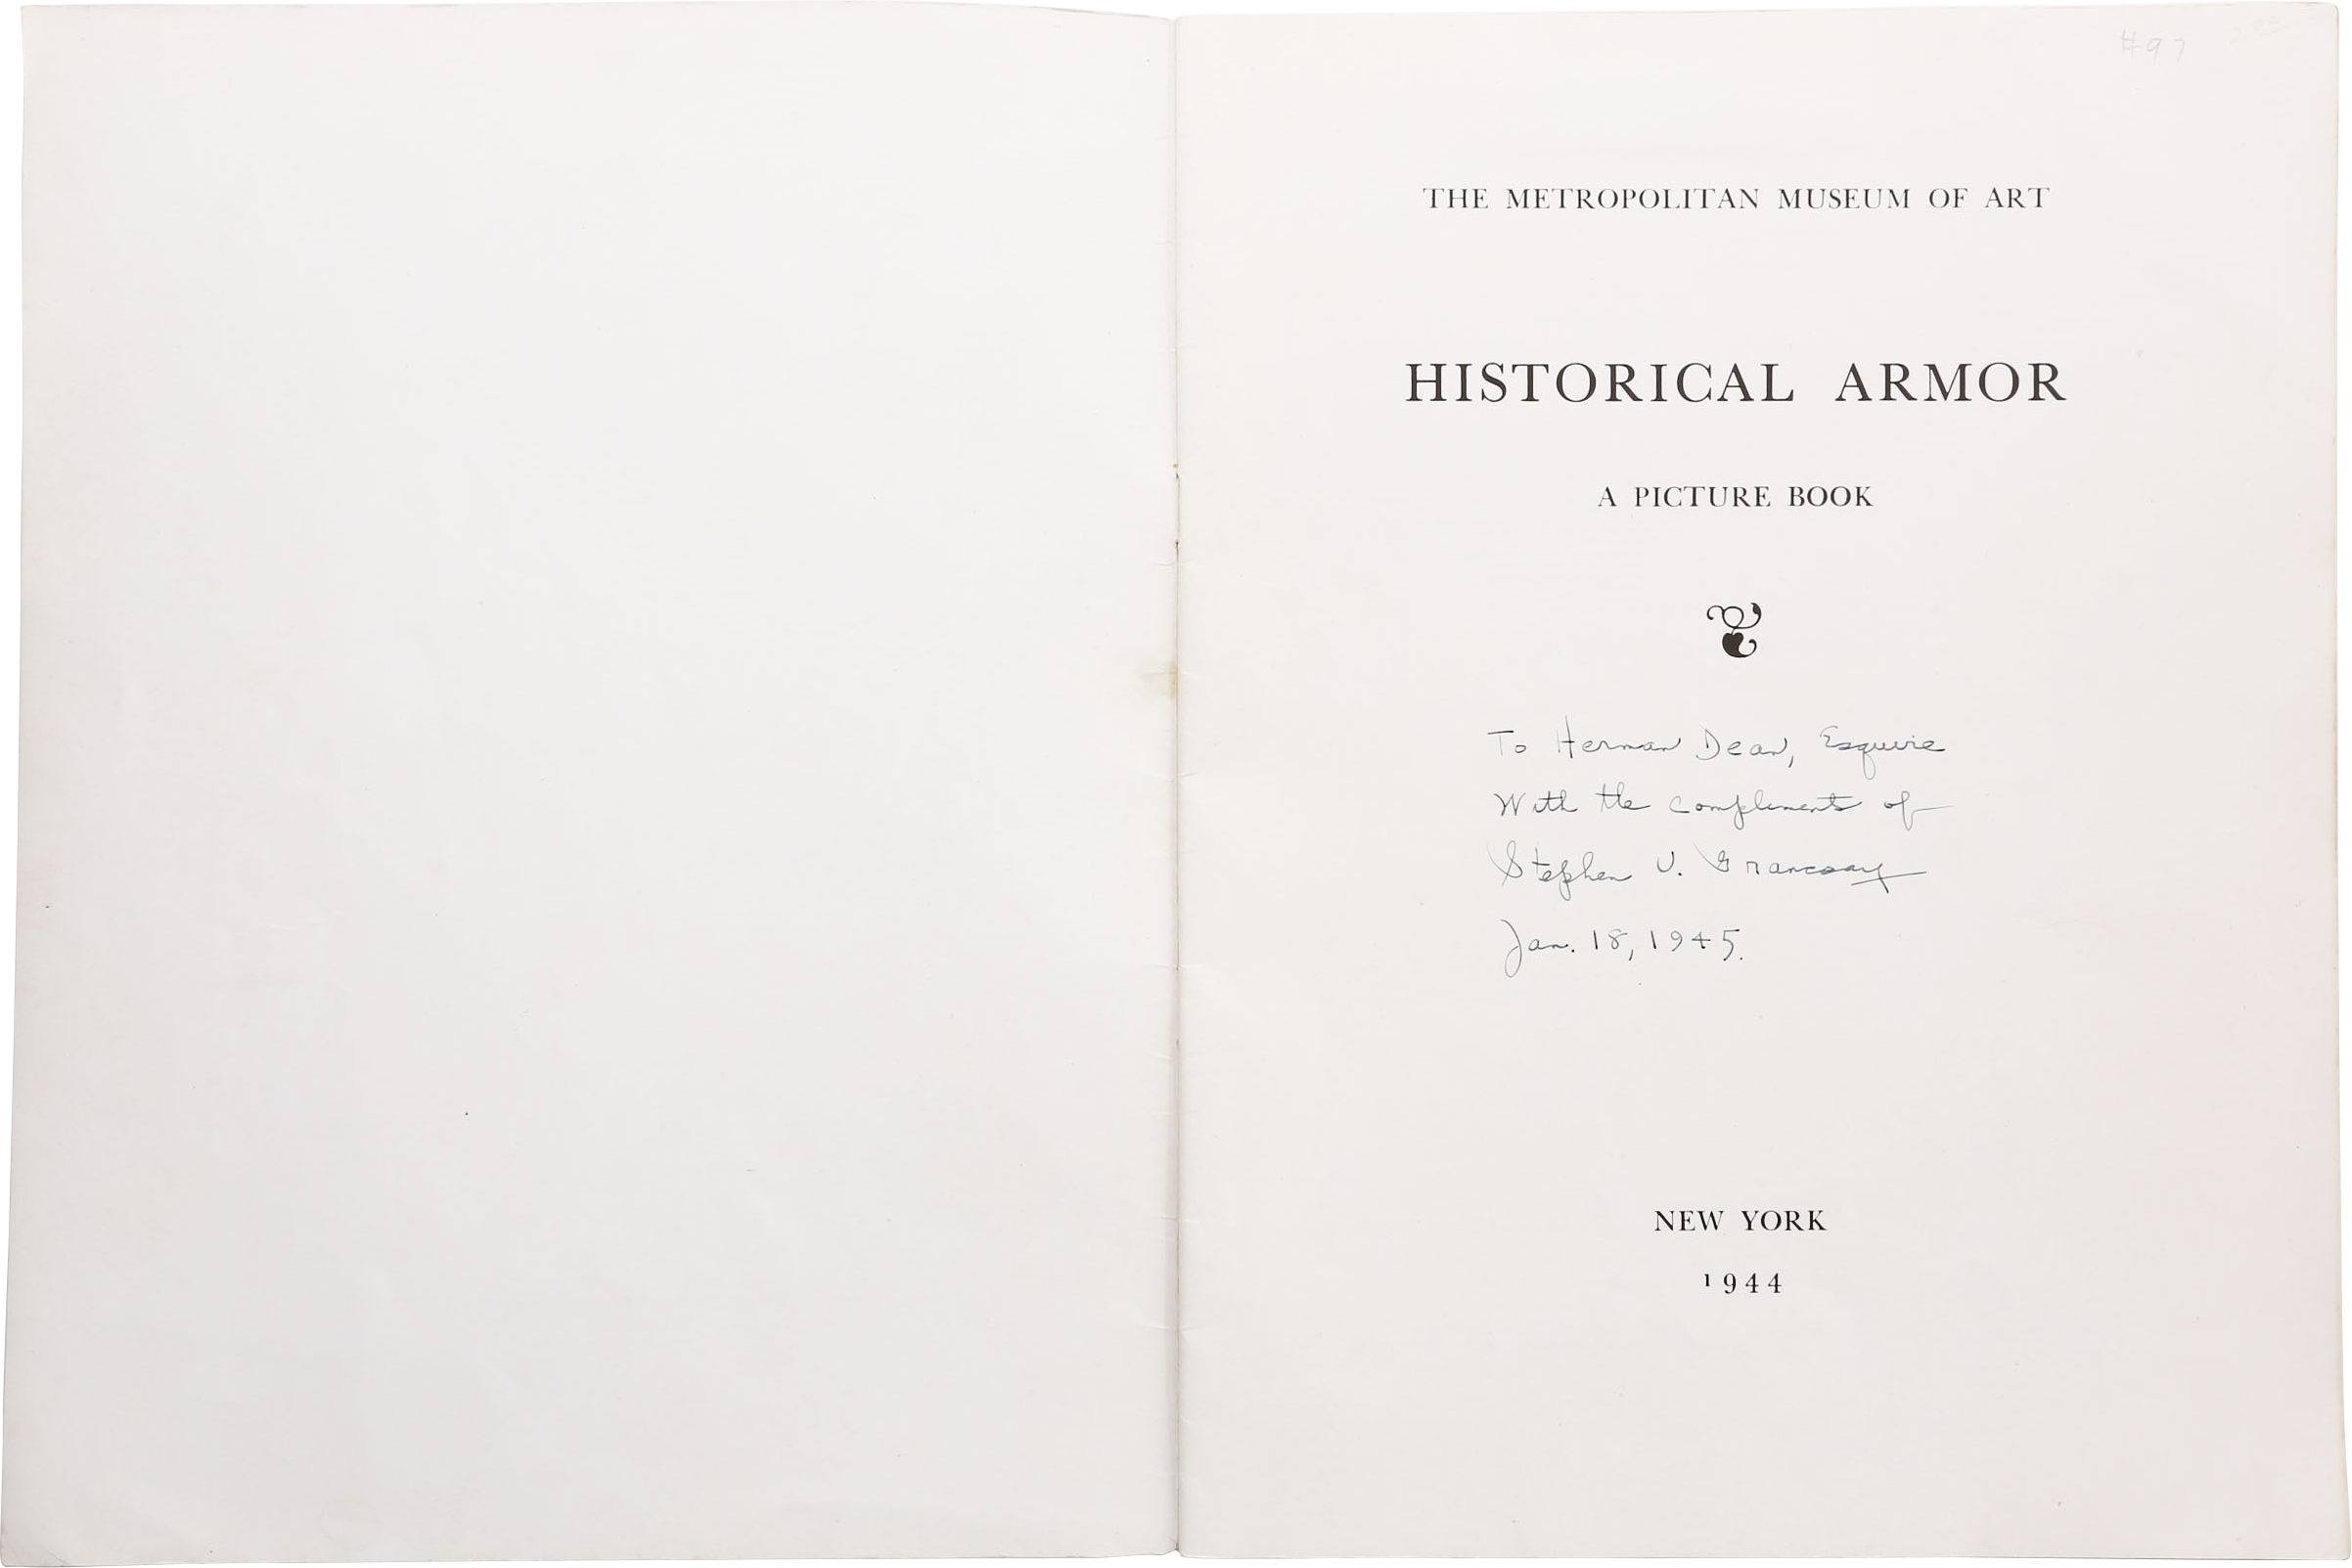 #97
THE METROPOLITAN MUSEUM OF ART
HISTORICAL ARMOR
A PICTURE BOOK
To Herman Dean, Esquire
With the compliments of
Stephen V. Grancsay
Jan. 18, 1945.
NEW YORK
1944